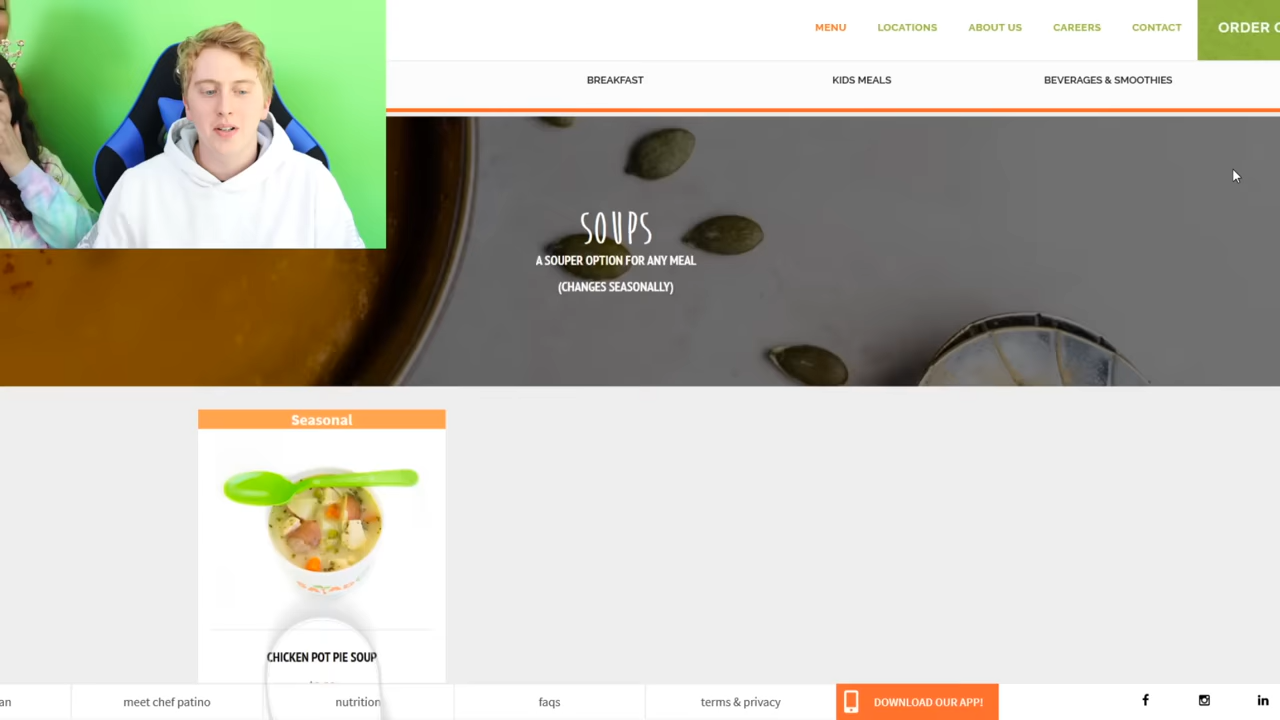 MENU LOCATIONS ABOUT US CAREERS CONTACT ORDER
BREAKFAST KIDS MEALS BEVERAGES & SMOOTHIES
SOUPS
A SOUPER OPTION FOR ANY MEAL
(CHANGES SEASONALLY)
Seasonal
CHICKEN POT PIE SOUP
meet chef patino nutrition faqs terms & privacy DOWNLOAD OUR APP!